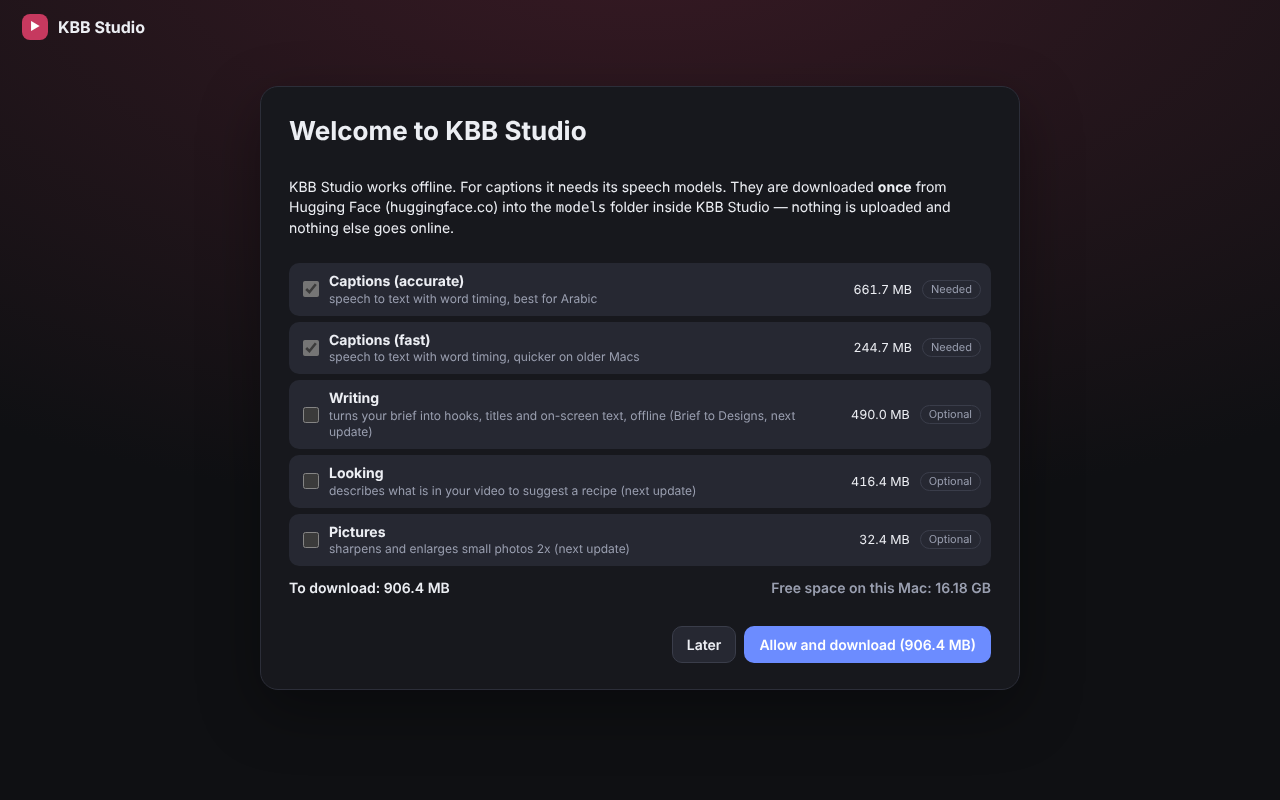 KBB Studio
Welcome to KBB Studio
KBB Studio works offline. For captions it needs its speech models. They are downloaded once from
Hugging Face (huggingface.co) into the models folder inside KBB Studio — nothing is uploaded and
nothing else goes online.
Captions (accurate)
speech to text with word timing, best for Arabic
661.7 MB Needed
Captions (fast)
speech to text with word timing, quicker on older Macs
244.7 MB Needed
Writing
turns your brief into hooks, titles and on-screen text, offline (Brief to Designs, next
update)
490.0 MB Optional
Looking
describes what is in your video to suggest a recipe (next update)
416.4 MB Optional
Pictures
sharpens and enlarges small photos 2x (next update)
32.4 MB Optional
To download: 906.4 MB Free space on this Mac: 16.18 GB
Later Allow and download (906.4 MB)